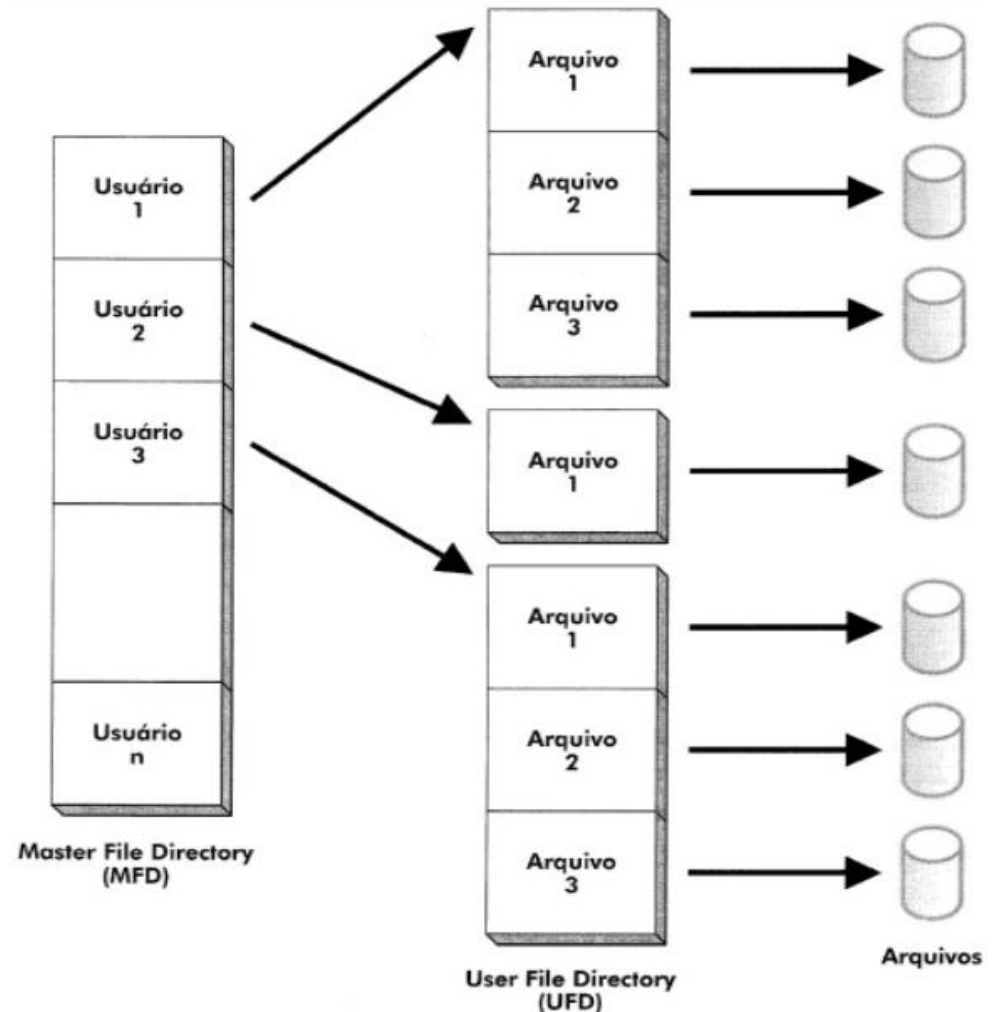 Usuário
1
Usuário
2
Usuário
3
Usuário
n
Master File Directory
(MFD)
Arquivo
1
Arquivo
2
Arquivo
3
Arquivo
1
Arquivo
1
Arquivo
2
Arquivo
3
User File Directory
(UFD)
Arquivos